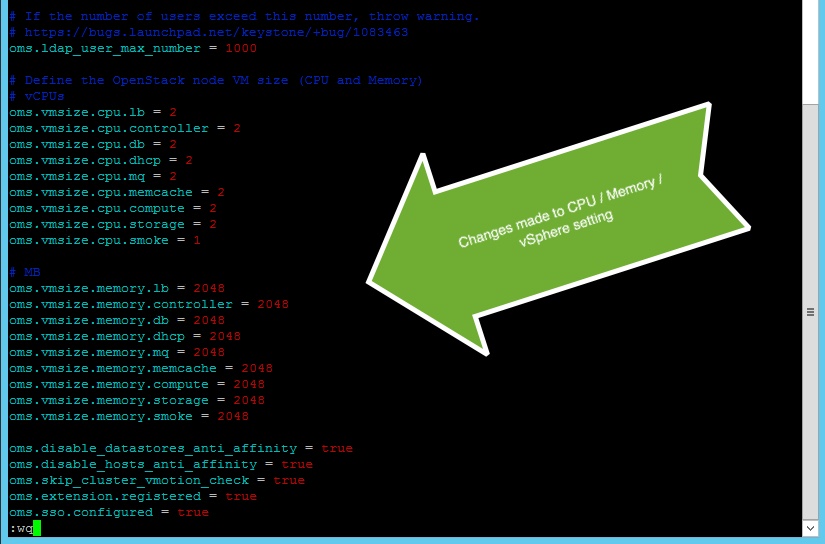 # If the number of users exceed this number, throw warning.
# https://bugs.launchpad.net/keystone/+bug/1083463
oms.ldap_user_max_number = 1000
# Define the OpenStack node VM size (CPU and Memory)
# vCPUs
oms.vmsize.cpu.lb = 2
oms.vmsize.cpu.controller = 2
oms.vmsize.cpu.db = 2
oms.vmsize.cpu.dhcp = 2
oms.vmsize.cpu.mq = 2
oms.vmsize.cpu.memcache = 2
oms.vmsize.cpu.compute = 2
oms.vmsize.cpu.storage = 2
oms.vmsize.cpu.smoke = 1
# MB
oms.vmsize.memory.lb = 2048
oms.vmsize.memory.controller = 2048
oms.vmsize.memory.db = 2048
oms.vmsize.memory.dhcp = 2048
oms.vmsize.memory.mq = 2048
oms.vmsize.memory.memcache = 2048
oms.vmsize.memory.compute = 2048
oms.vmsize.memory.storage = 2048
oms.vmsize.memory.smoke = 2048
oms.disable_datastores_anti_affinity = true
oms.disable_hosts_anti_affinity = true
oms.skip_cluster_vmotion_check = true
oms.extension.registered = true
oms.sso.configured = true
:wq
Changes made to CPU / Memory /
vSphere setting